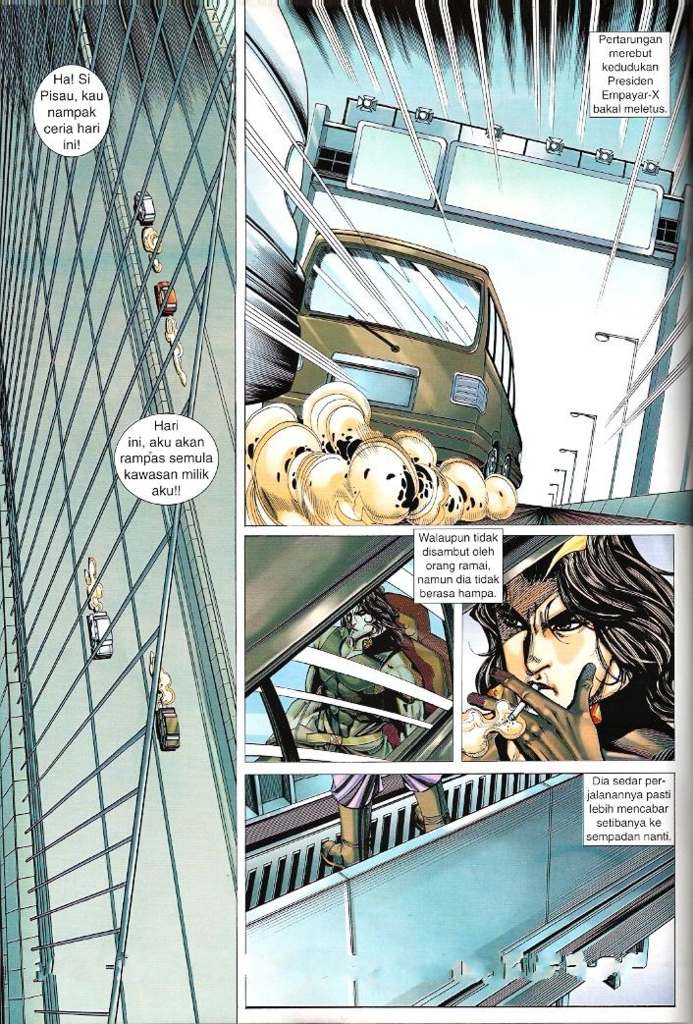 Ha! Si
Pisau, kau
nampak
ceria hari
ini!
Hari
ini, aku akan
rampas semula
kawasan milik
aku!!
Pertarungan
merebut
kedudukan
Presiden
Empayar-X
bakal meletus.
Walaupun tidak
disambut oleh
orang ramai,
namun dia tidak
berasa hampa.
Dia sedar per-
jalanannya pasti
lebih mencabar
setibanya ke
sempadan nanti.